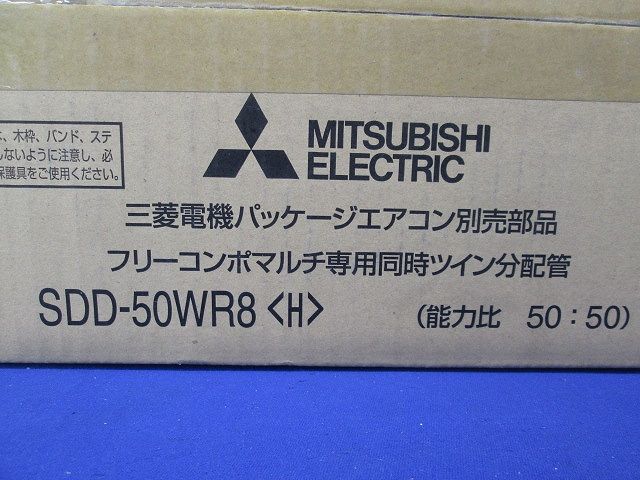 、木枠、バンド、ステ
しないように注意し、必
保護具をご使用ください。
MITSUBISHI
ELECTRIC
三菱電機パッケージエアコン別売部品
フリーコンポマルチ専用同時ツイン分配管
SDD-50WR8〈H〉 (能力比 50:50)